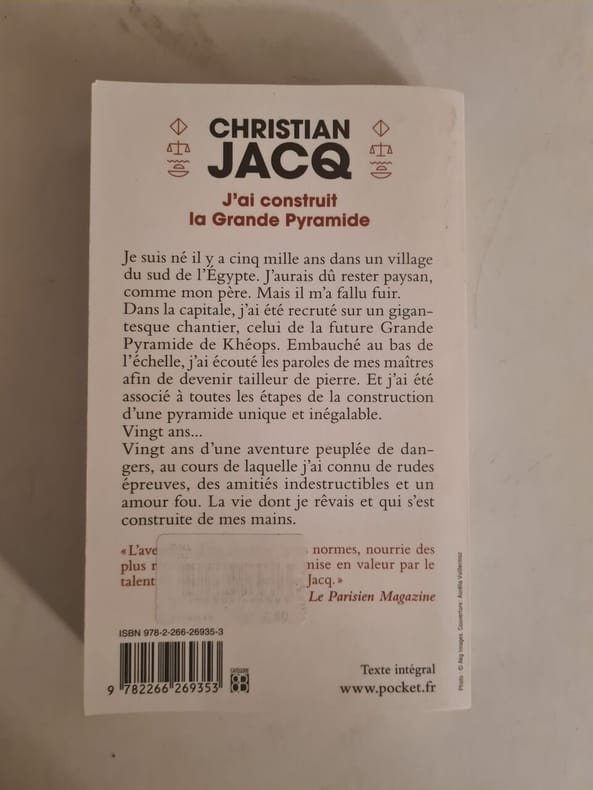 CHRISTIAN
JACQ
J'ai construit
la Grande Pyramide
Je suis né il y a cinq mille ans dans un village
du sud de l'Égypte. J'aurais dû rester paysan,
comme mon père. Mais il m'a fallu fuir.
Dans la capitale, j'ai été recruté sur un gigan-
tesque chantier, celui de la future Grande
Pyramide de Khéops. Embauché au bas de
l'échelle, j'ai écouté les paroles de mes maîtres
afin de devenir tailleur de pierre. Et j'ai été
associé à toutes les étapes de la construction
d'une pyramide unique et inégalable.
Vingt ans...
Vingt ans d'une aventure peuplée de dan-
gers, au cours de laquelle j'ai connu de rudes
épreuves, des amitiés indestructibles et un
amour fou. La vie dont je rêvais et qui s'est
construite de mes mains.
normes, nourrie des
plus mise en valeur par le
talent Jacq. »
Le Parisien Magazine
ISBN 978-2-266-26935-3
9 782266 269353
Texte intégral
www.pocket.fr
Photo : © Akg Images. Couverture : Aurélia Vuillermoz